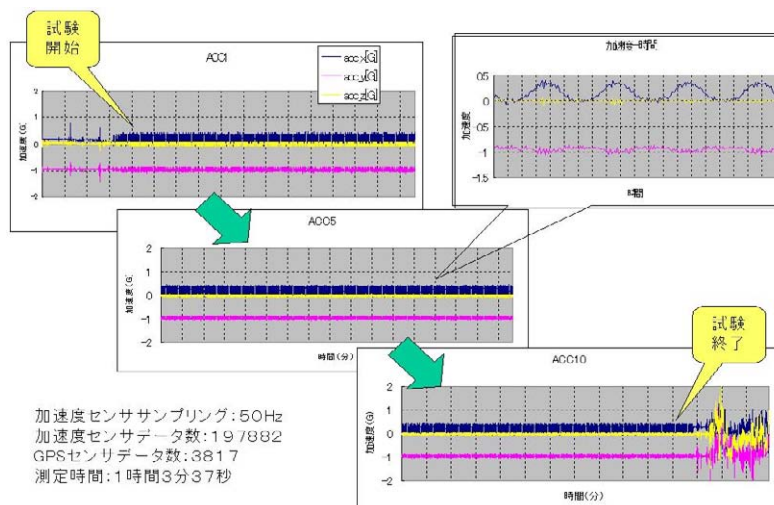 試験
開始
ACC1
acc.x[G]
acc.y[G]
acc.z[G]
加速度(G)
2
1
0
-1
-2
加速度ー時間
加速度
0.5
0
0.5
-1
-1.5
時間
ACC5
加速度(G)
2
1
0
-1
-2
時間(分)
試験
終了
ACC10
加速度(G)
2
1
0
-1
-2
時間(分)
加速度センササンプリング:50Hz
加速度センサデータ数:197882
GPSセンサデータ数:3817
測定時間:1時間3分37秒